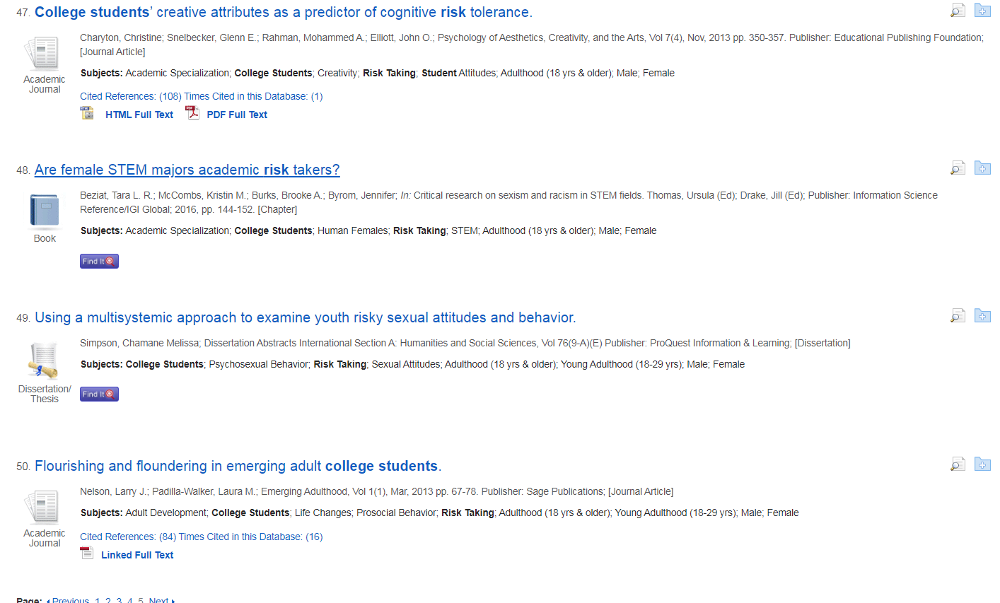 47. College students’ creative attributes as a predictor of cognitive risk tolerance.
Charyton, Christine; Snelbecker, Glenn E.; Rahman, Mohammed A.; Elliott, John O.; Psychology of Aesthetics, Creativity, and the Arts, Vol 7(4), Nov, 2013 pp. 350-357. Publisher: Educational Publishing Foundation;
[Journal Article]
Academic
Journal
Subjects: Academic Specialization; College Students; Creativity; Risk Taking; Student Attitudes; Adulthood (18 yrs & older); Male; Female
Cited References: (108) Times Cited in this Database: (1)
HTML Full Text PDF Full Text
48. Are female STEM majors academic risk takers?
Beziat, Tara L. R.; McCombs, Kristin M.; Burks, Brooke A.; Byrom, Jennifer; In: Critical research on sexism and racism in STEM fields. Thomas, Ursula (Ed); Drake, Jill (Ed); Publisher: Information Science
Reference/IGI Global; 2016, pp. 144-152. [Chapter]
Book
Subjects: Academic Specialization; College Students; Human Females; Risk Taking; STEM; Adulthood (18 yrs & older); Male; Female
Find It
49. Using a multisystemic approach to examine youth risky sexual attitudes and behavior.
Simpson, Chamane Melissa; Dissertation Abstracts International Section A: Humanities and Social Sciences, Vol 76(9-A)(E) Publisher: ProQuest Information & Learning; [Dissertation]
Subjects: College Students; Psychosexual Behavior; Risk Taking; Sexual Attitudes; Adulthood (18 yrs & older); Young Adulthood (18-29 yrs); Male; Female
Dissertation/
Thesis
Find It
50. Flourishing and floundering in emerging adult college students.
Nelson, Larry J.; Padilla-Walker, Laura M.; Emerging Adulthood, Vol 1(1), Mar, 2013 pp. 67-78. Publisher: Sage Publications; [Journal Article]
Subjects: Adult Development; College Students; Life Changes; Prosocial Behavior; Risk Taking; Adulthood (18 yrs & older); Young Adulthood (18-29 yrs); Male; Female
Academic
Journal
Cited References: (84) Times Cited in this Database: (16)
Linked Full Text
Page: Previous 1 2 3 4 5 Next